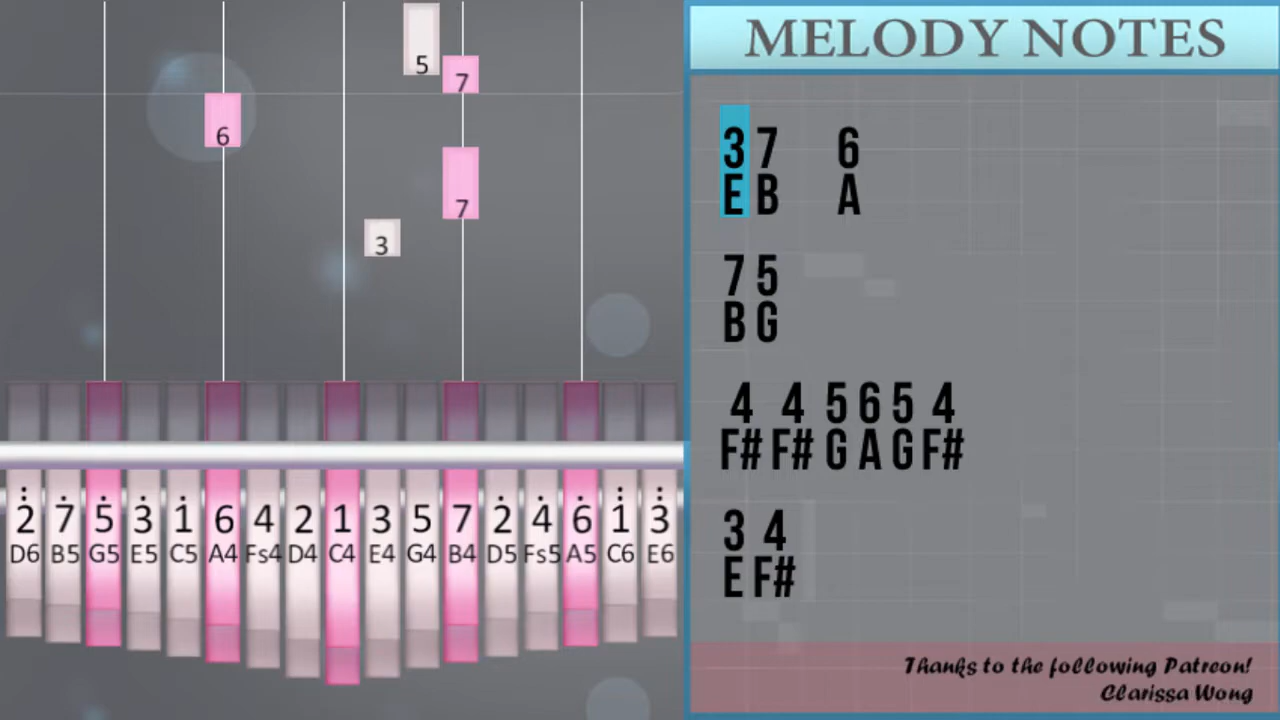 5
7
6
7
3
2̈ 7̇ 5̇ 3̇ 1̇ 6 4 2 1 3 5 7 2̇ 4̇ 6̇ 1̈ 3̈
D6 B5 G5 E5 C5 A4 Fs4 D4 C4 E4 G4 B4 D5 Fs5 A5 C6 E6
MELODY NOTES
3 7 6
E B A
7 5
B G
4 4 5 6 5 4
F# F# G A G F#
3 4
E F#
Thanks to the following Patreon!
Clarissa Wong